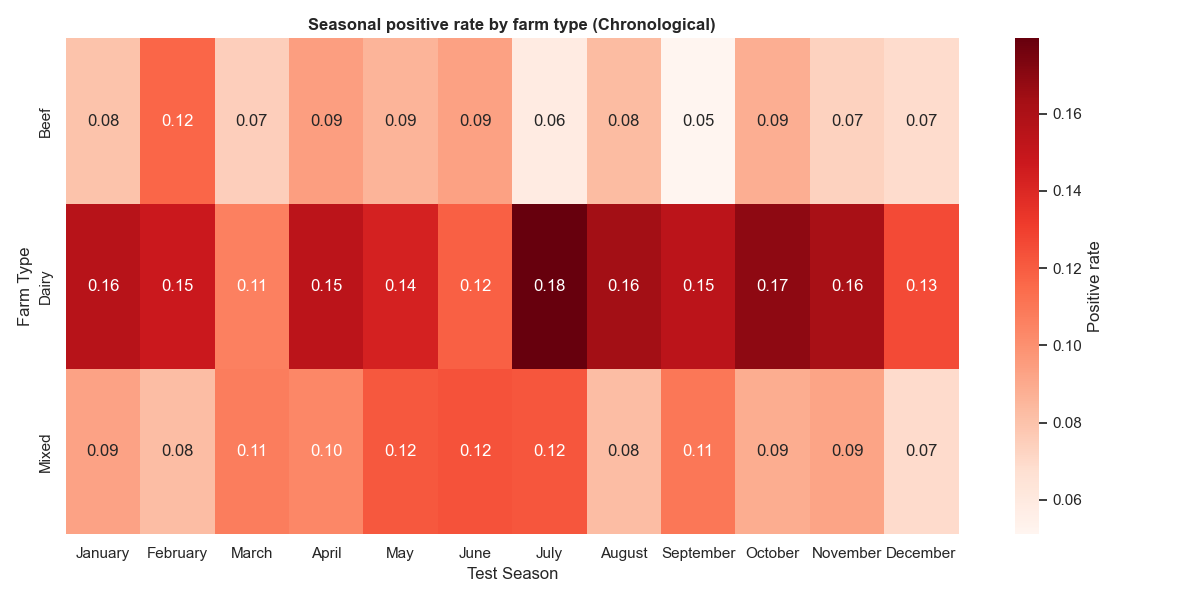 Seasonal positive rate by farm type (Chronological)
Farm Type
Beef
0.08 0.12 0.07 0.09 0.09 0.09 0.06 0.08 0.05 0.09 0.07 0.07
Dairy
0.16 0.15 0.11 0.15 0.14 0.12 0.18 0.16 0.15 0.17 0.16 0.13
Mixed
0.09 0.08 0.11 0.10 0.12 0.12 0.12 0.08 0.11 0.09 0.09 0.07
January February March April May June July August September October November December
Test Season
0.16
0.14
0.12
0.10
0.08
0.06
Positive rate